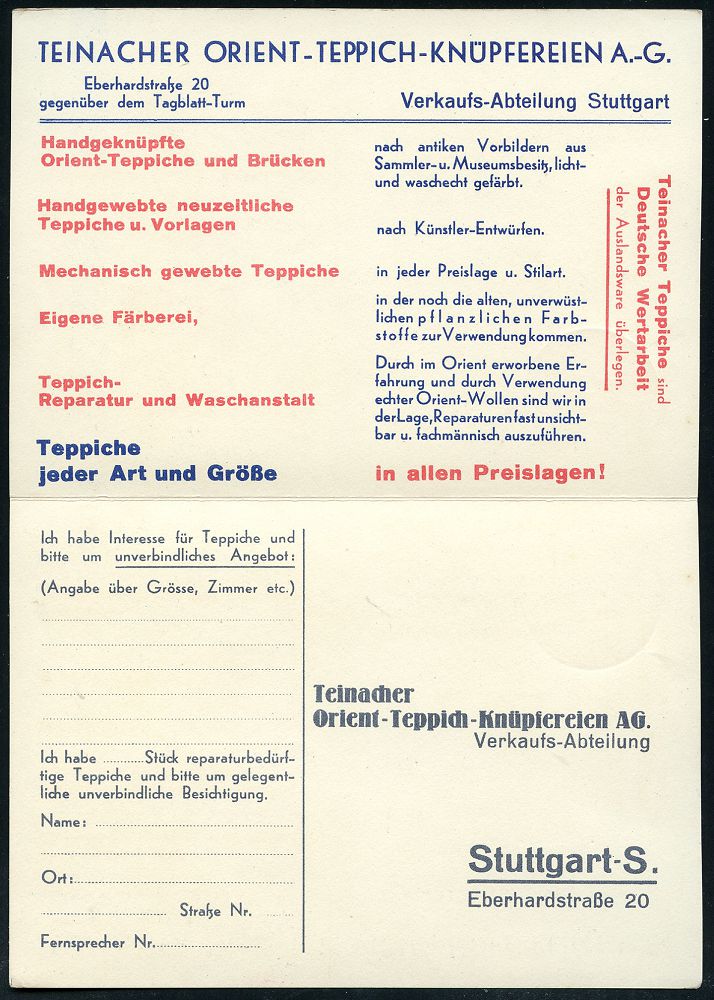 TEINACHER ORIENT-TEPPICH-KNÜPFEREIEN A.-G.
Eberhardstraße 20
gegenüber dem Tagblatt-Turm
Verkaufs-Abteilung Stuttgart
Handgeknüpfte
Orient-Teppiche und Brücken
nach antiken Vorbildern aus
Sammler- u. Museumsbesitz, licht-
und waschecht gefärbt.
Handgewebte neuzeitliche
Teppiche u. Vorlagen
nach Künstler-Entwürfen.
Mechanisch gewebte Teppiche
in jeder Preislage u. Stilart.
Eigene Färberei,
in der noch die alten, unverwüst-
lichen pflanzlichen Farb-
stoffe zur Verwendung kommen.
Teppich-
Reparatur und Waschanstalt
Durch im Orient erworbene Er-
fahrung und durch Verwendung
echter Orient-Wollen sind wir in
der Lage, Reparaturen fast unsicht-
bar u. fachmännisch auszuführen.
Teppiche
jeder Art und Größe
in allen Preislagen!
Teinacher Teppiche sind
Deutsche Wertarbeit
der Auslandsware überlegen.
Ich habe Interesse für Teppiche und
bitte um unverbindliches Angebot:
(Angabe über Grösse, Zimmer etc.)
Ich habe ..........Stück reparaturbedürf-
tige Teppiche und bitte um gelegent-
liche unverbindliche Besichtigung.
Name:
Ort:
Straße Nr.
Fernsprecher Nr.
Teinacher
Orient-Teppich-Knüpfereien AG.
Verkaufs-Abteilung
Stuttgart-S.
Eberhardstraße 20